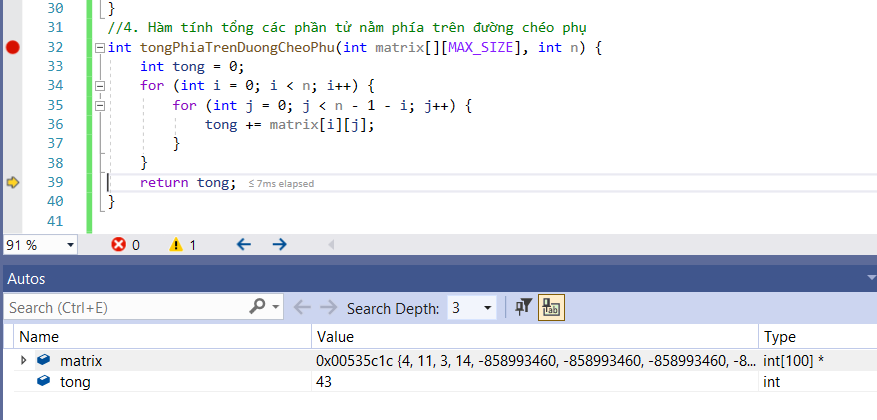 30 }
31 //4. Hàm tính tổng các phần tử nằm phía trên đường chéo phụ
32 int tongPhiaTrenDuongCheoPhu(int matrix[][MAX_SIZE], int n) {
33 int tong = 0;
34 for (int i = 0; i < n; i++) {
35 for (int j = 0; j < n - 1 - i; j++) {
36 tong += matrix[i][j];
37 }
38 }
39 return tong; ≤ 7ms elapsed
40 }
41
91 % 0 1
Autos
Search (Ctrl+E) Search Depth: 3
Name Value Type
matrix 0x00535c1c {4, 11, 3, 14, -858993460, -858993460, -858993460, -8... int[100] *
tong 43 int